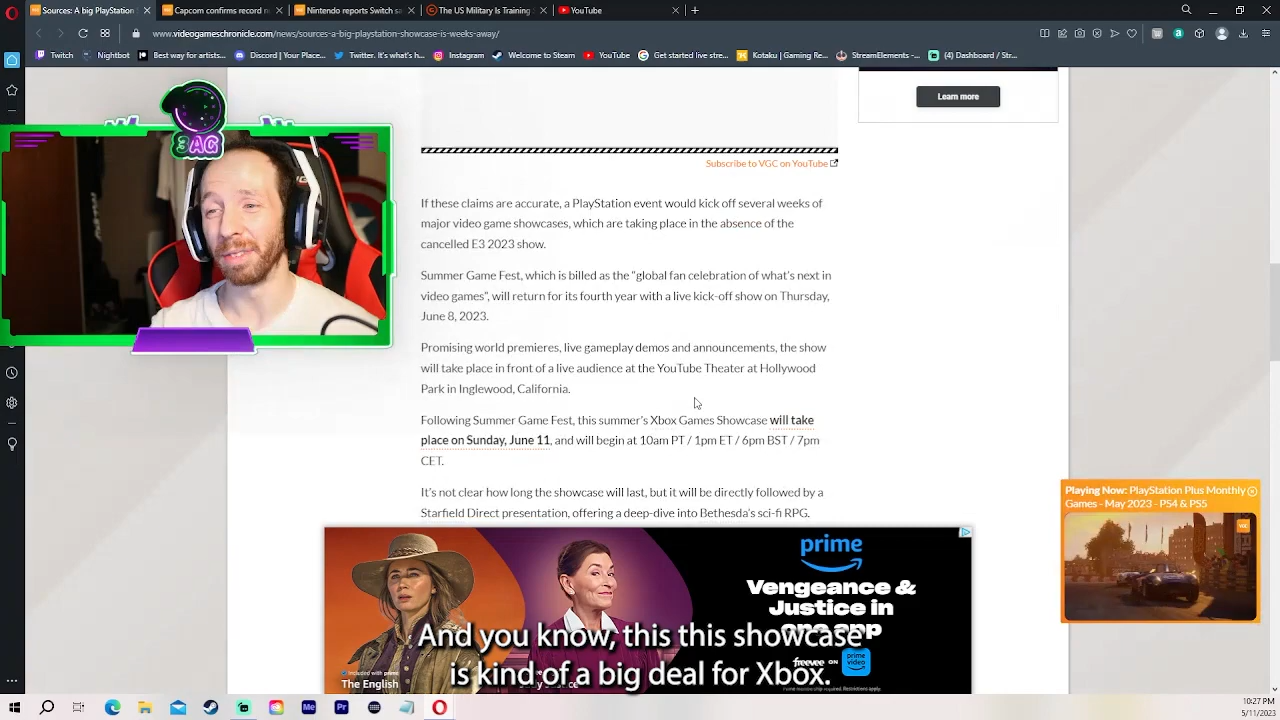 Sources: A big PlayStation
Capcom confirms record n
Nintendo reports Switch sa
The US Military Is Training
YouTube
www.videogameschronicle.com/news/sources-a-big-playstation-showcase-is-weeks-away/
Twitch
Nightbot
Best way for artists...
Discord | Your Plac...
Twitter. It's what's h...
Instagram
Welcome to Steam
YouTube
Get started live stre...
Kotaku | Gaming Re...
StreamElements -...
(4) Dashboard / Str...
Learn more
3AG
Subscribe to VGC on YouTube
If these claims are accurate, a PlayStation event would kick off several weeks of
major video game showcases, which are taking place in the absence of the
cancelled E3 2023 show.
Summer Game Fest, which is billed as the "global fan celebration of what's next in
video games", will return for its fourth year with a live kick-off show on Thursday,
June 8, 2023.
Promising world premieres, live gameplay demos and announcements, the show
will take place in front of a live audience at the YouTube Theater at Hollywood
Park in Inglewood, California.
Following Summer Game Fest, this summer's Xbox Games Showcase will take
place on Sunday, June 11, and will begin at 10am PT / 1pm ET / 6pm BST / 7pm
CET.
It's not clear how long the showcase will last, but it will be directly followed by a
Starfield Direct presentation, offering a deep-dive into Bethesda's sci-fi RPG.
Playing Now: PlayStation Plus Monthly
Games - May 2023 - PS4 & PS5
VGC
prime
Vengeance &
Justice in
one app
freevee ON prime video
Included with prime
The English
And you know, this this showcase
is kind of a big deal for Xbox.
10:27 PM
5/11/2023